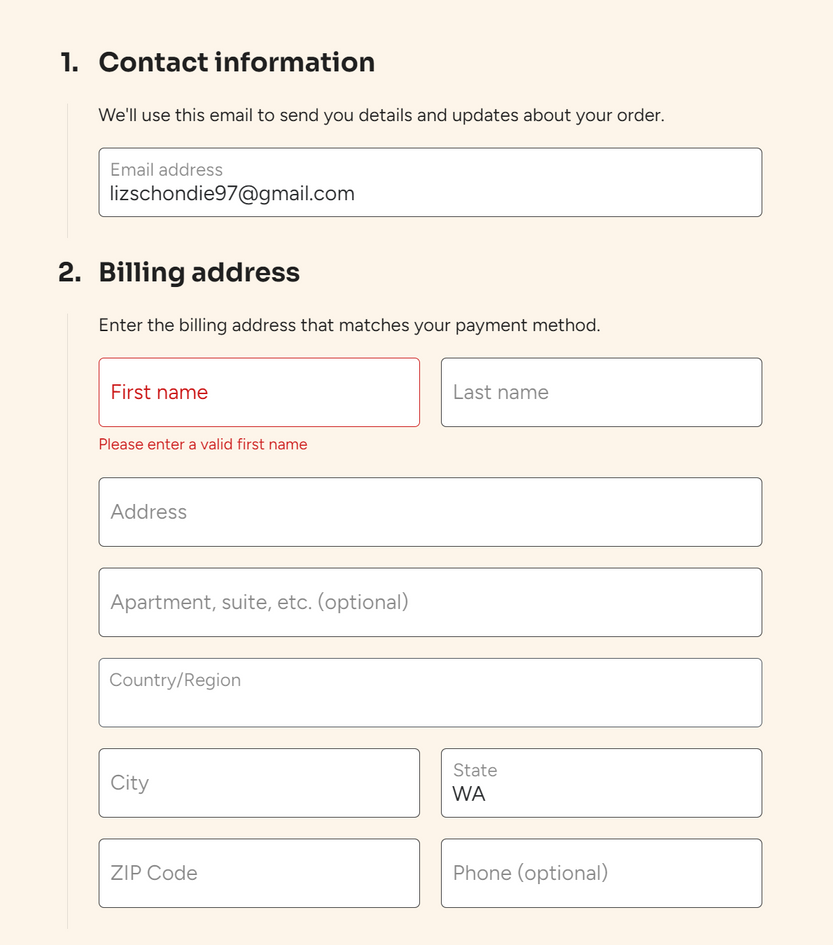 1. Contact information
We'll use this email to send you details and updates about your order.
Email address
lizschondie97@gmail.com
2. Billing address
Enter the billing address that matches your payment method.
First name
Last name
Please enter a valid first name
Address
Apartment, suite, etc. (optional)
Country/Region
City
State
WA
ZIP Code
Phone (optional)